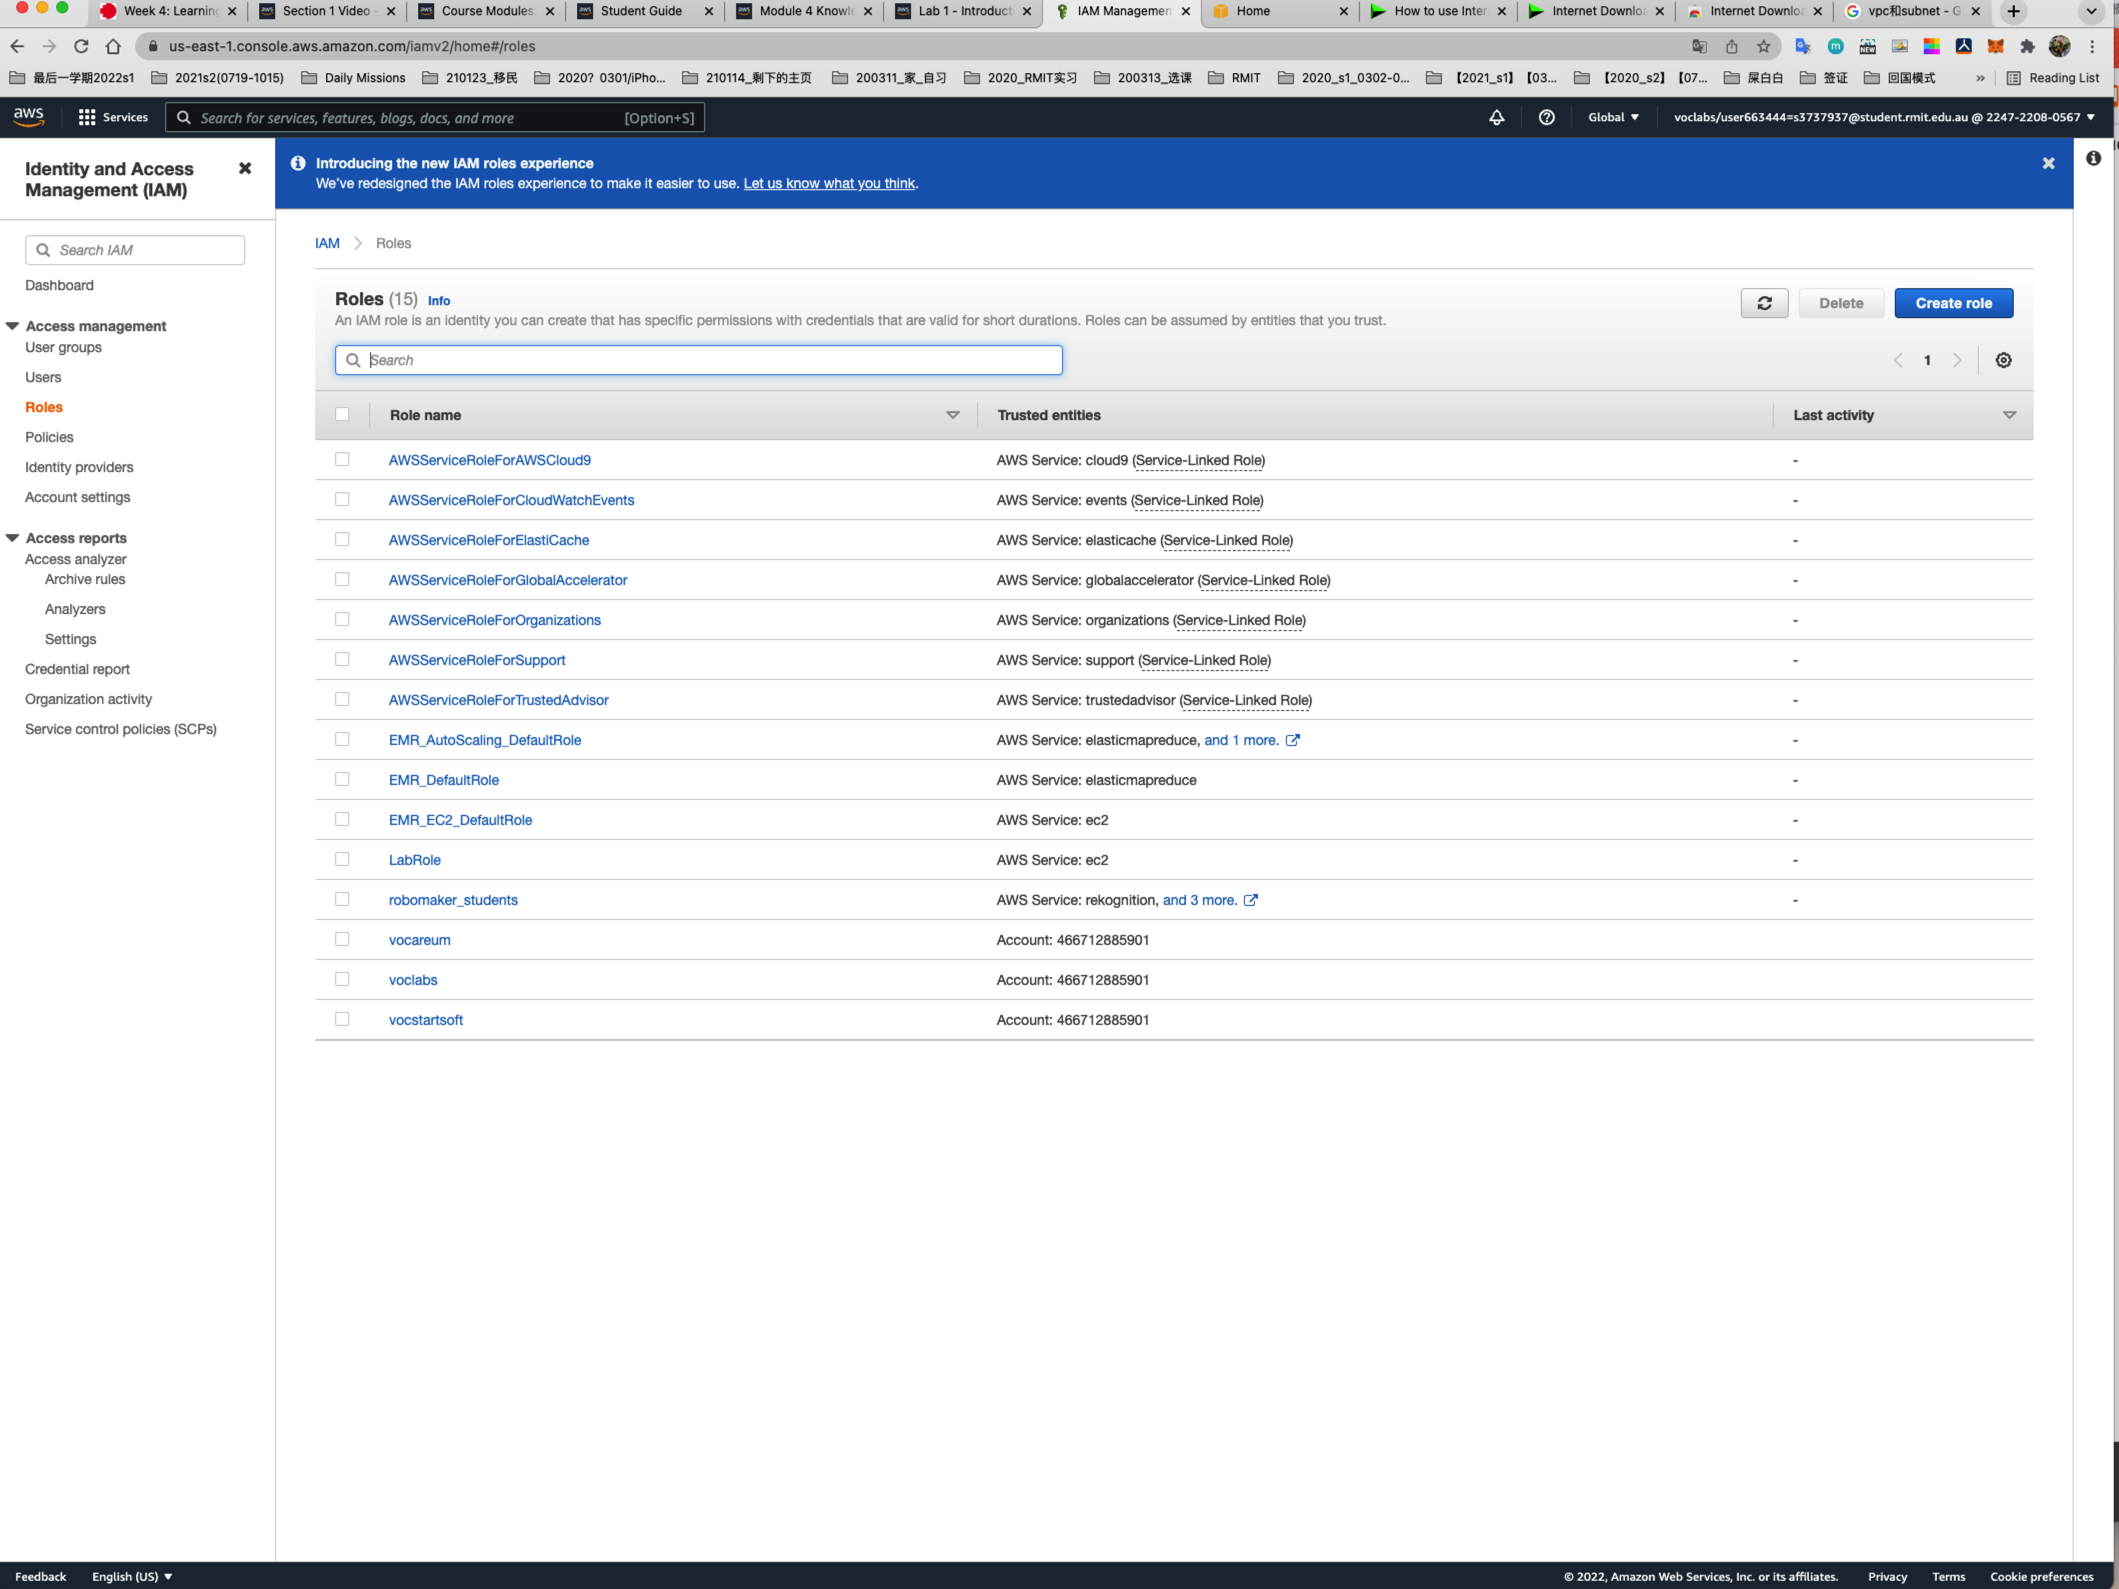 Week 4: Learning
Section 1 Video -
Course Modules:
Student Guide
Module 4 Knowle
Lab 1 - Introducti
IAM Management
Home
How to use Inter
Internet Downloa
Internet Downloa
vpc和subnet - G
us-east-1.console.aws.amazon.com/iamv2/home#/roles
最后一学期2022s1
2021s2(0719-1015)
Daily Missions
210123_移民
2020? 0301/iPho...
210114_剩下的主页
200311_家_自习
2020_RMIT实习
200313_选课
RMIT
2020_s1_0302-0...
【2021_s1】【03...
【2020_s2】【07...
屎白白
签证
回国模式
»
Reading List
aws
Services
Search for services, features, blogs, docs, and more
[Option+S]
Global
voclabs/user663444=s3737937@student.rmit.edu.au @ 2247-2208-0567
Identity and Access
Management (IAM)
Search IAM
Dashboard
Access management
User groups
Users
Roles
Policies
Identity providers
Account settings
Access reports
Access analyzer
Archive rules
Analyzers
Settings
Credential report
Organization activity
Service control policies (SCPs)
Introducing the new IAM roles experience
We've redesigned the IAM roles experience to make it easier to use. Let us know what you think.
IAM > Roles
Roles (15) Info
An IAM role is an identity you can create that has specific permissions with credentials that are valid for short durations. Roles can be assumed by entities that you trust.
Delete
Create role
Search
1
Role name Trusted entities Last activity
AWSServiceRoleForAWSCloud9 AWS Service: cloud9 (Service-Linked Role) -
AWSServiceRoleForCloudWatchEvents AWS Service: events (Service-Linked Role) -
AWSServiceRoleForElastiCache AWS Service: elasticache (Service-Linked Role) -
AWSServiceRoleForGlobalAccelerator AWS Service: globalaccelerator (Service-Linked Role) -
AWSServiceRoleForOrganizations AWS Service: organizations (Service-Linked Role) -
AWSServiceRoleForSupport AWS Service: support (Service-Linked Role) -
AWSServiceRoleForTrustedAdvisor AWS Service: trustedadvisor (Service-Linked Role) -
EMR_AutoScaling_DefaultRole AWS Service: elasticmapreduce, and 1 more. -
EMR_DefaultRole AWS Service: elasticmapreduce -
EMR_EC2_DefaultRole AWS Service: ec2 -
LabRole AWS Service: ec2 -
robomaker_students AWS Service: rekognition, and 3 more. -
vocareum Account: 466712885901
voclabs Account: 466712885901
vocstartsoft Account: 466712885901
Feedback English (US)
© 2022, Amazon Web Services, Inc. or its affiliates. Privacy Terms Cookie preferences